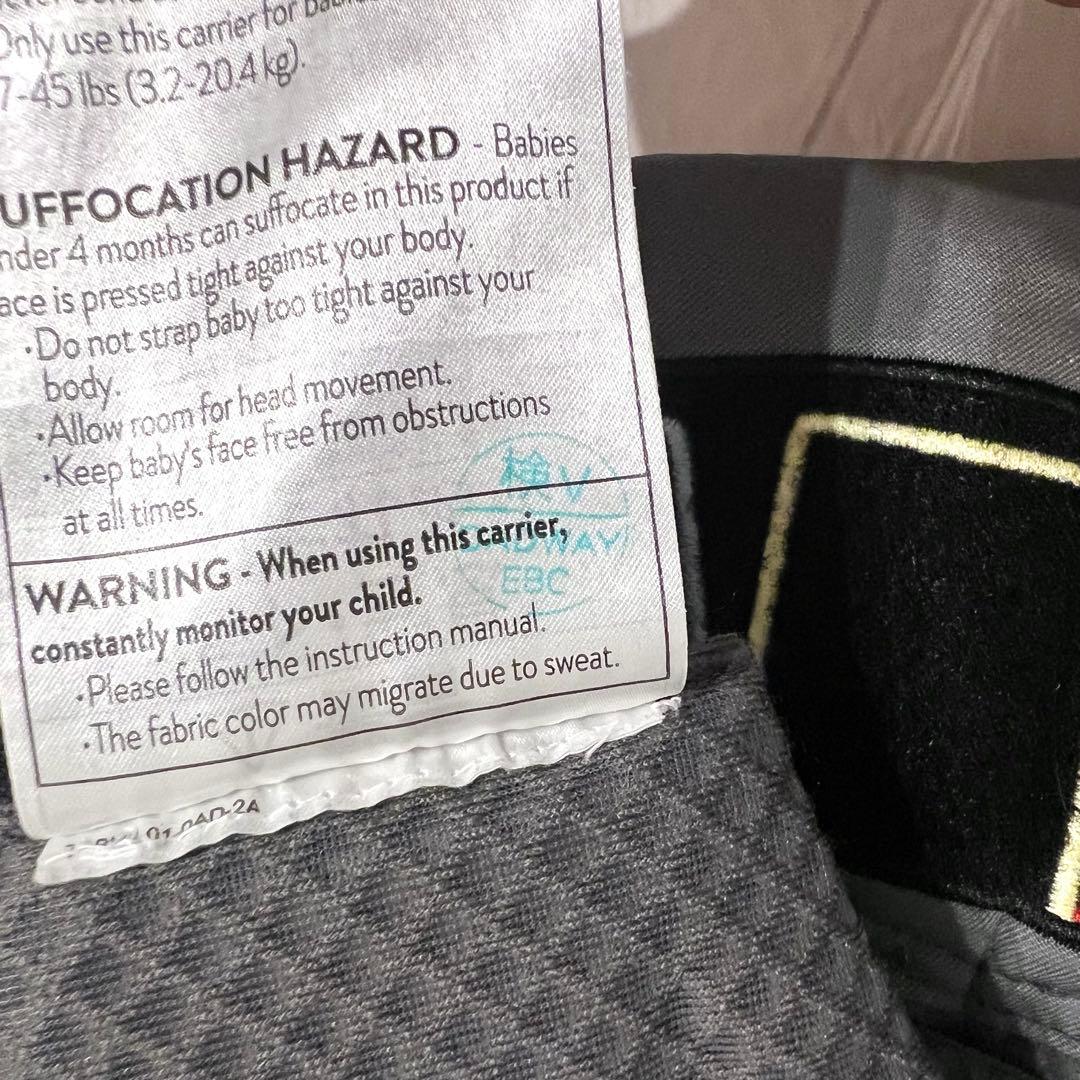 Only use this carrier for
7-45 lbs (3.2-20.4 kg).
UFFOCATION HAZARD - Babies
nder 4 months can suffocate in this product if
ace is pressed tight against your body.
·Do not strap baby too tight against your
body.
·Allow room for head movement.
·Keep baby's face free from obstructions
at all times.
検 V
DWAY
EBC
WARNING - When using this carrier,
constantly monitor your child.
·Please follow the instruction manual.
·The fabric color may migrate due to sweat.